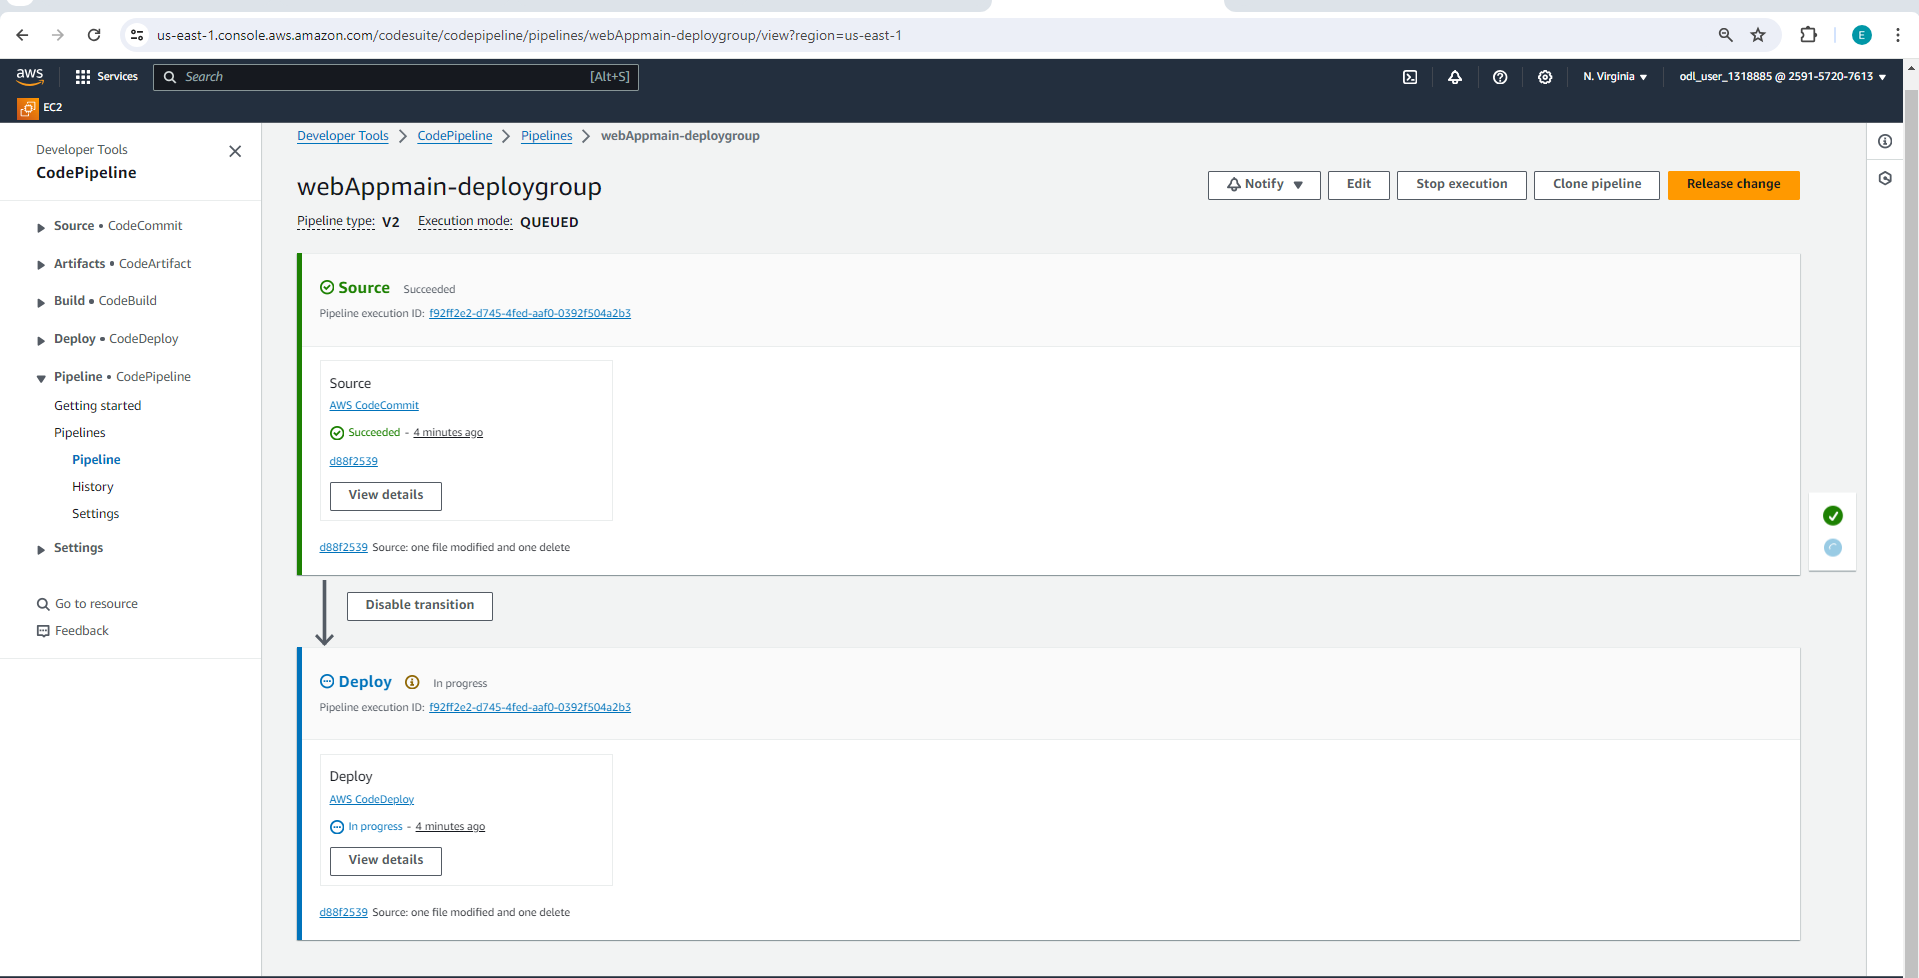 us-east-1.console.aws.amazon.com/codesuite/codepipeline/pipelines/webAppmain-deploygroup/view?region=us-east-1
E
aws
Services
Search
[Alt+S]
N. Virginia
odl_user_1318885 @ 2591-5720-7613
EC2
Developer Tools
CodePipeline
Source • CodeCommit
Artifacts • CodeArtifact
Build • CodeBuild
Deploy • CodeDeploy
Pipeline • CodePipeline
Getting started
Pipelines
Pipeline
History
Settings
Settings
Go to resource
Feedback
Developer Tools
CodePipeline
Pipelines
webAppmain-deploygroup
webAppmain-deploygroup
Notify
Edit
Stop execution
Clone pipeline
Release change
Pipeline type: V2 Execution mode: QUEUED
Source Succeeded
Pipeline execution ID: f92ff2e2-d745-4fed-aaf0-0392f504a2b3
Source
AWS CodeCommit
Succeeded - 4 minutes ago
d88f2539
View details
d88f2539 Source: one file modified and one delete
Disable transition
Deploy In progress
Pipeline execution ID: f92ff2e2-d745-4fed-aaf0-0392f504a2b3
Deploy
AWS CodeDeploy
In progress - 4 minutes ago
View details
d88f2539 Source: one file modified and one delete